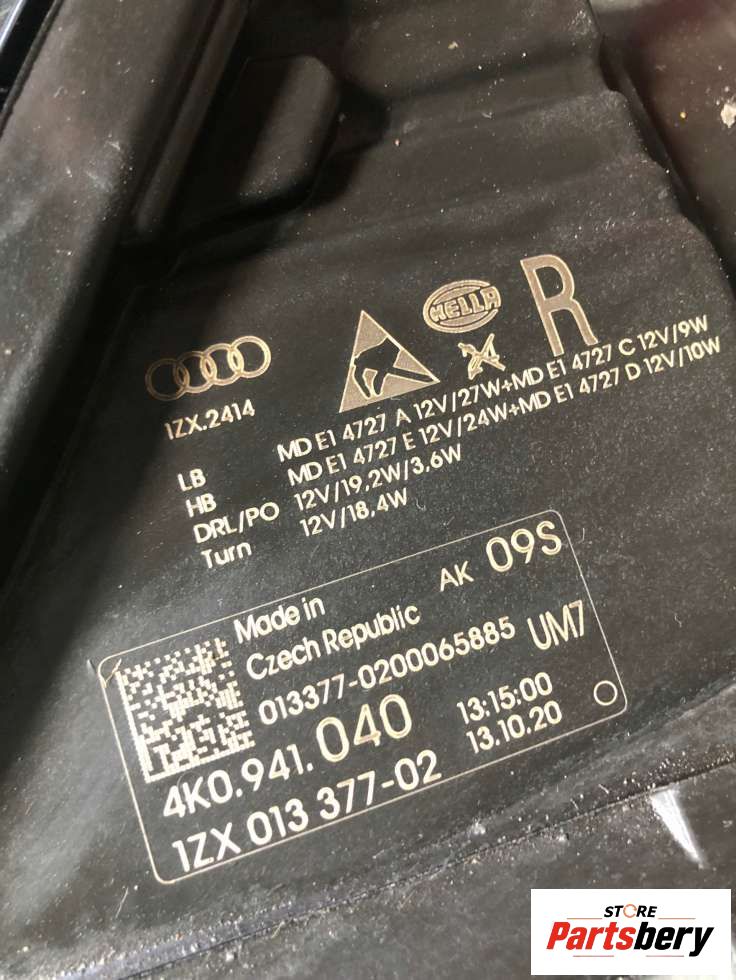 HELLA
R
1ZX.2414
LB MD E1 4727 A 12V/27W+MD E1 4727 C 12V/9W
HB MD E1 4727 E 12V/24W+MD E1 4727 D 12V/10W
DRL/PO 12V/19,2W/3,6W
Turn 12V/18,4W
Made in
Czech Republic
AK 09S
013377-0200065885 UM7
4K0.941.040
13:15:00
13.10.20
1ZX 013 377-02
STORE
Partsbery